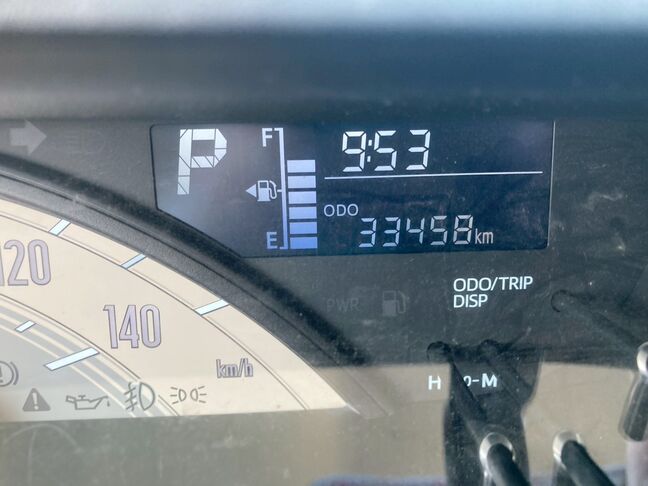 P
F
9:53
ODO
33458km
E
120
140
km/h
PWR
ODO/TRIP
DISP